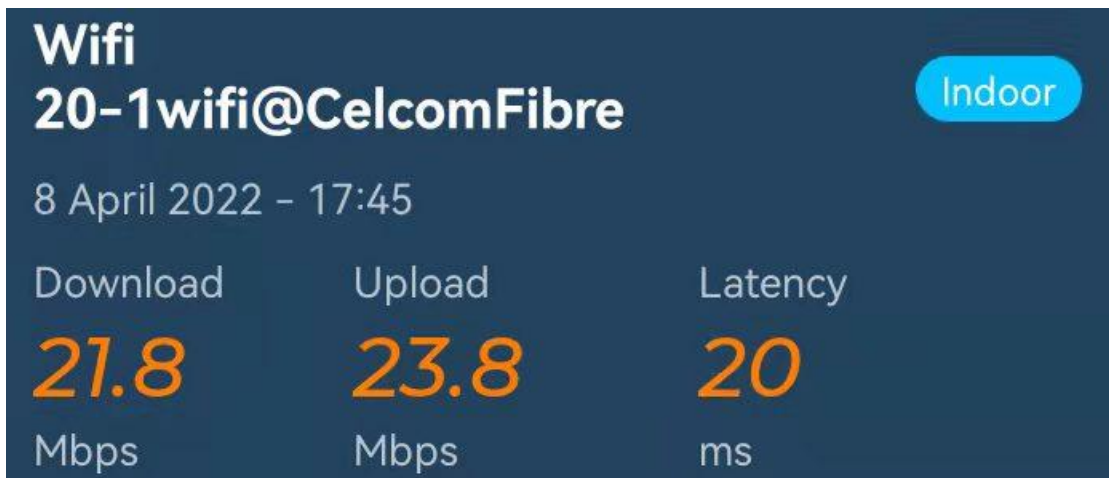 Wifi
20-1wifi@CelcomFibre
Indoor
8 April 2022 - 17:45
Download Upload Latency
21.8 23.8 20
Mbps Mbps ms